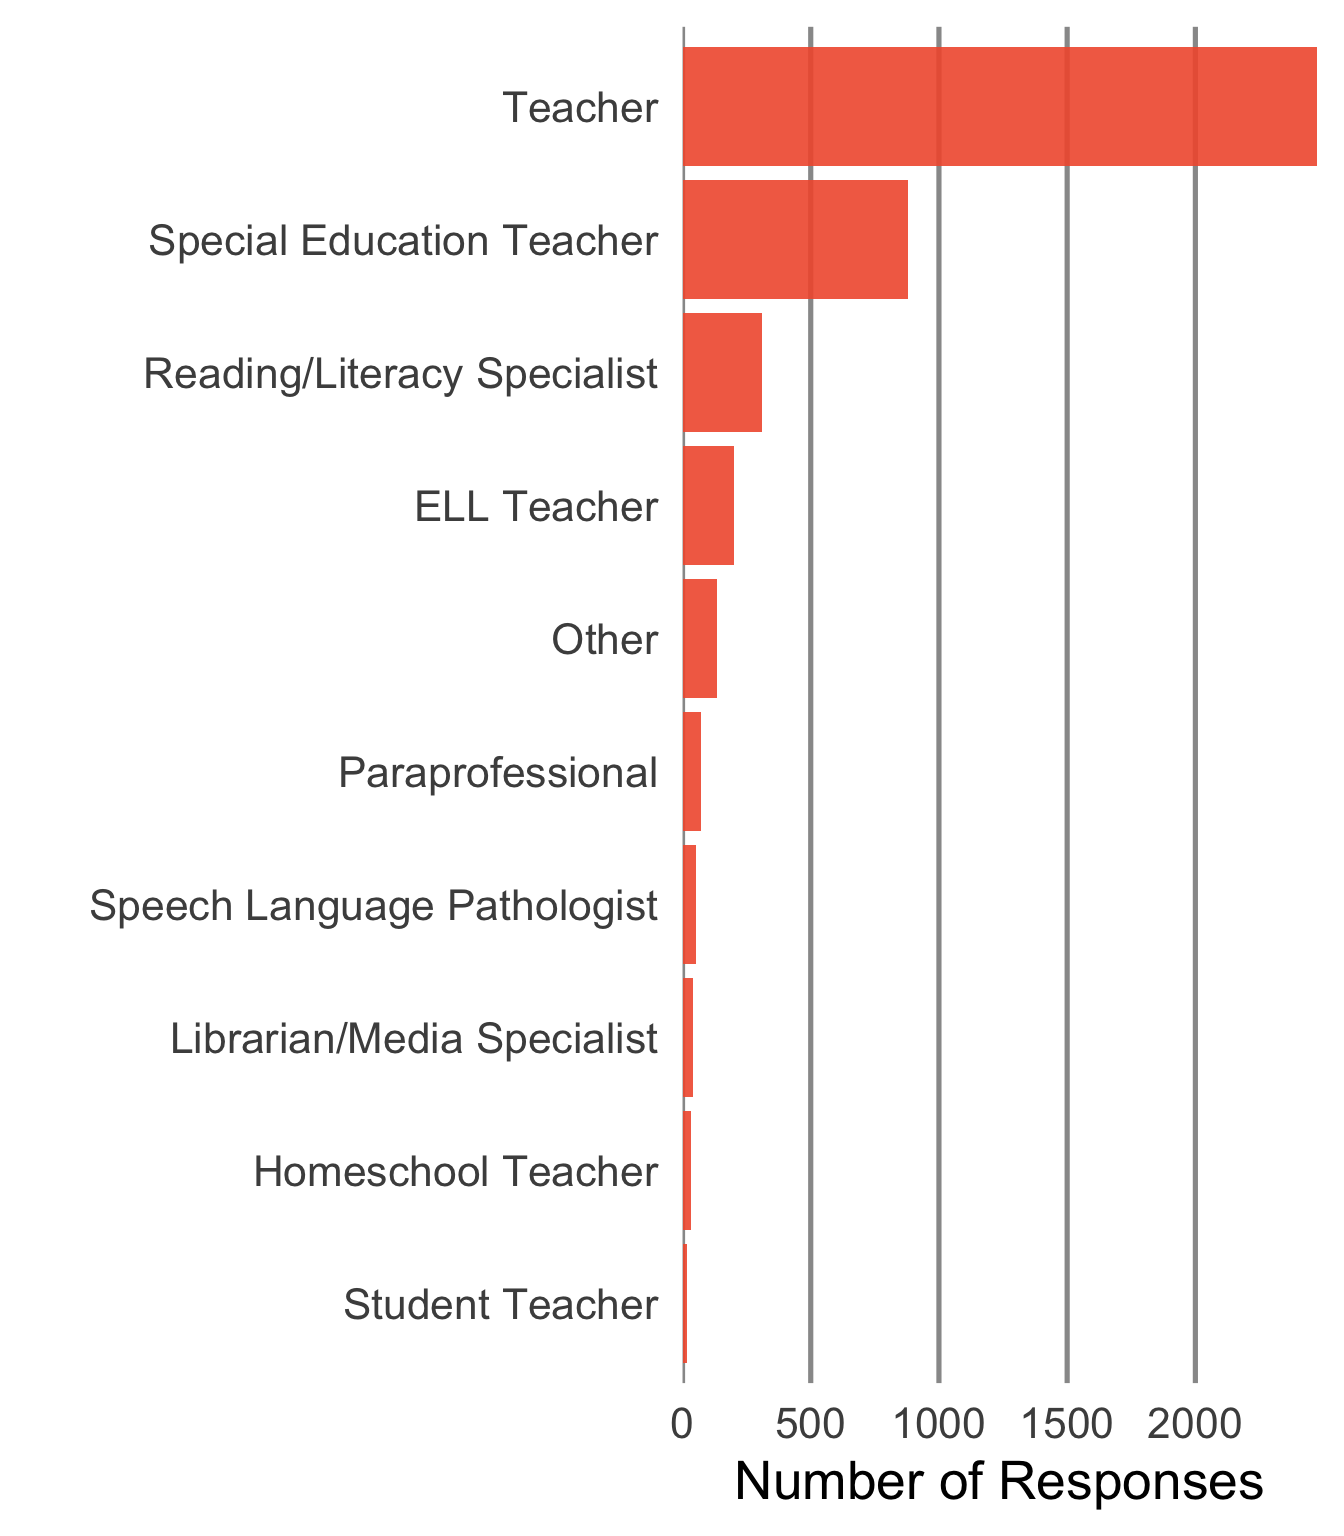 Teacher
Special Education Teacher
Reading/Literacy Specialist
ELL Teacher
Other
Paraprofessional
Speech Language Pathologist
Librarian/Media Specialist
Homeschool Teacher
Student Teacher
0 500 1000 1500 2000
Number of Responses